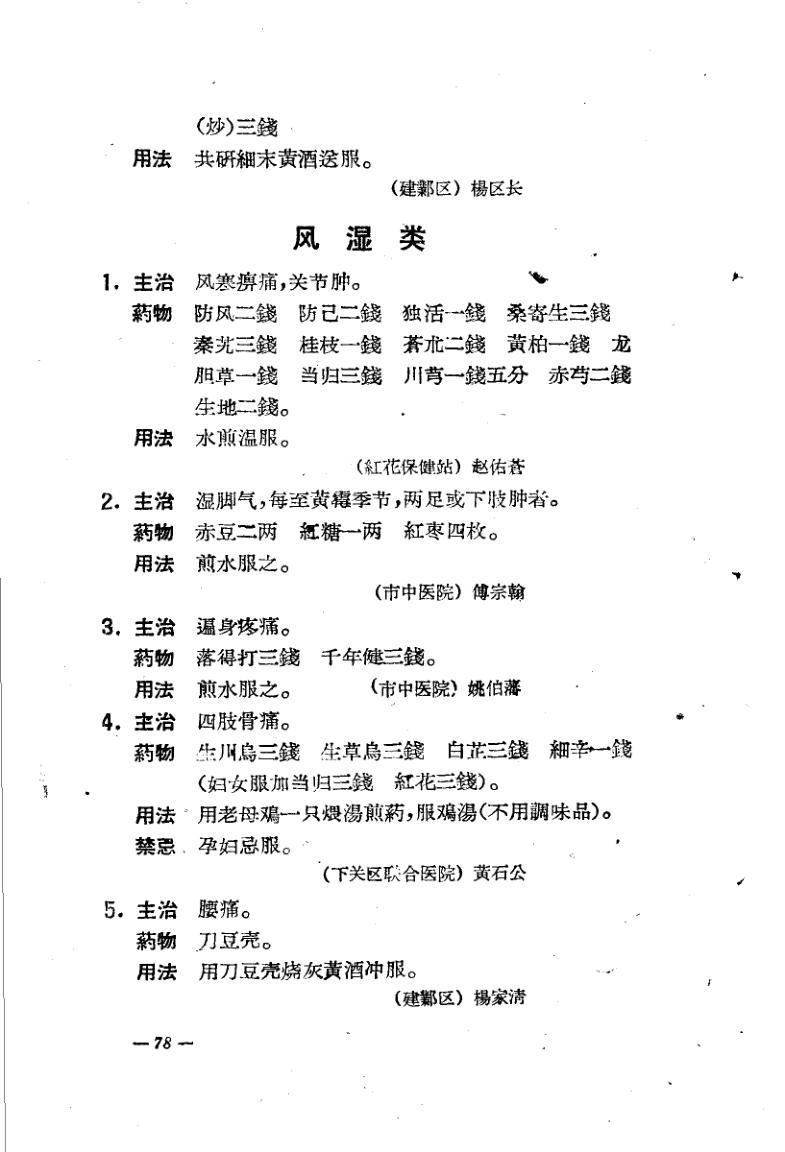 (炒)三錢
用法 共研細末黄酒送服。
(建鄴区) 楊区长
风 湿 类
1. 主治 风寒痹痛,关节肿。
葯物 防风二錢 防己二錢 独活一錢 桑寄生三錢
秦艽三錢 桂枝一錢 蒼朮二錢 黄柏一錢 龙
胆草一錢 当归三錢 川芎一錢五分 赤芍二錢
生地二錢。
用法 水煎温服。
(紅花保健站) 赵佑苍
2. 主治 湿脚气,每至黄霉季节,两足或下肢肿者。
葯物 赤豆二两 紅糖一两 紅枣四枚。
用法 煎水服之。
(市中医院) 傅宗翰
3. 主治 遍身疼痛。
葯物 落得打三錢 千年健三錢。
用法 煎水服之。 (市中医院) 姚伯藩
4. 主治 四肢骨痛。
葯物 生川烏三錢 生草烏三錢 白芷三錢 細辛一錢
(妇女服加当归三錢 紅花三錢)。
用法 用老母鳮一只煨湯煎葯,服鳮湯(不用調味品)。
禁忌 孕妇忌服。
(下关区联合医院) 黄石公
5. 主治 腰痛。
葯物 刀豆壳。
用法 用刀豆壳烧灰黄酒冲服。
(建鄴区) 楊家淸
— 78 —